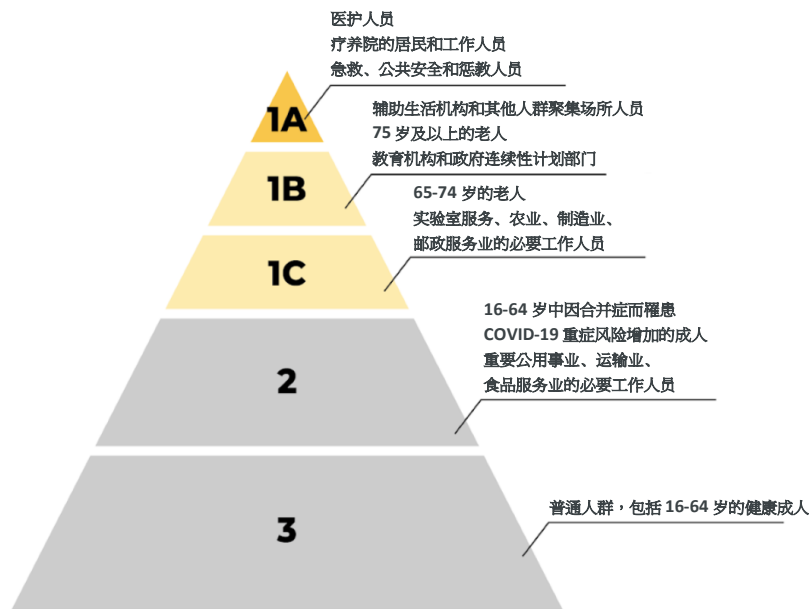 医护人员
疗养院的居民和工作人员
急救、公共安全和惩教人员
1A
辅助生活机构和其他人群聚集场所人员
75 岁及以上的老人
教育机构和政府连续性计划部门
1B
65-74 岁的老人
实验室服务、农业、制造业、
邮政服务业的必要工作人员
1C
16-64 岁中因合并症而罹患
COVID-19 重症风险增加的成人
重要公用事业、运输业、
食品服务业的必要工作人员
2
普通人群，包括 16-64 岁的健康成人
3